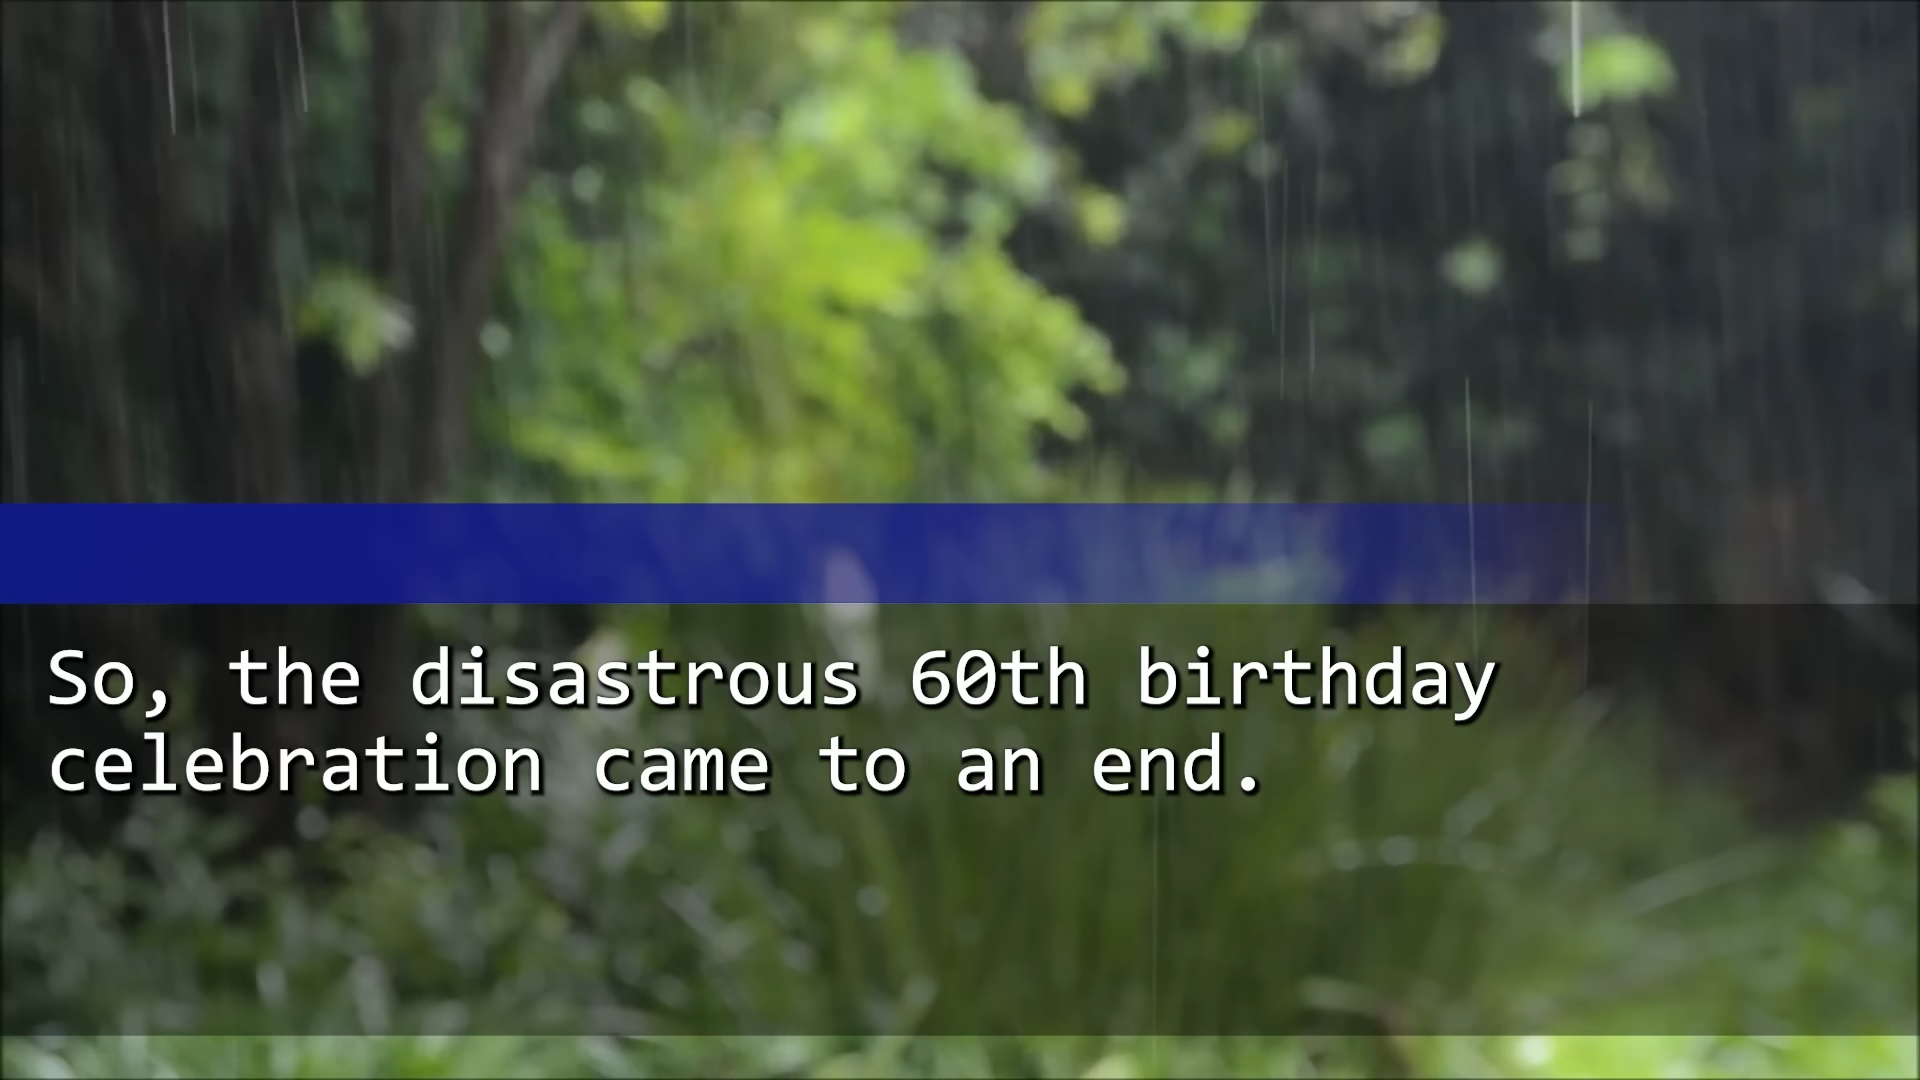 So, the disastrous 60th birthday
celebration came to an end.